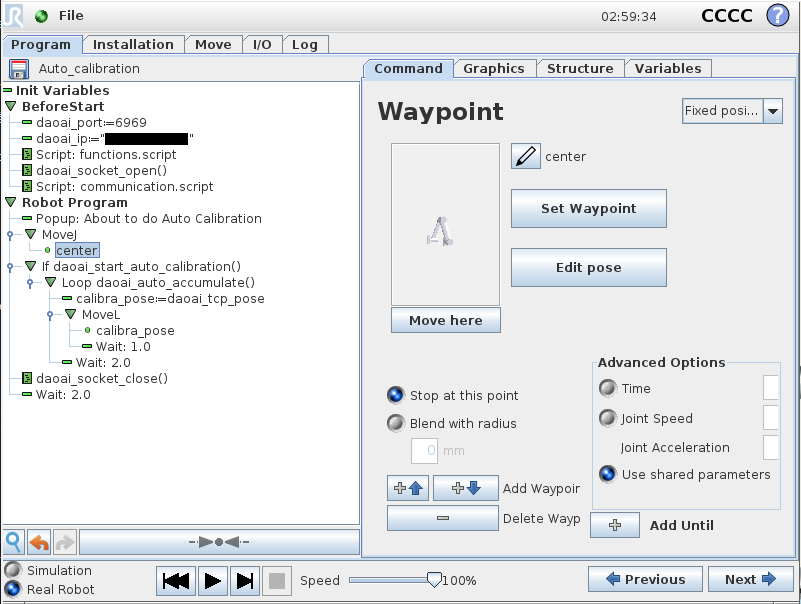 File
02:59:34
CCCC
?
Program Installation Move I/O Log
Auto_calibration
Init Variables
BeforeStart
daoai_port:=6969
daoai_ip:=" "
Script: functions.script
daoai_socket_open()
Script: communication.script
Robot Program
Popup: About to do Auto Calibration
MoveJ
center
If daoai_start_auto_calibration()
Loop daoai_auto_accumulate()
calibra_pose:=daoai_tcp_pose
MoveL
calibra_pose
Wait: 1.0
Wait: 2.0
daoai_socket_close()
Wait: 2.0
Simulation
Real Robot
Speed
100%
Command Graphics Structure Variables
Waypoint
Fixed posi...
center
Set Waypoint
Edit pose
Move here
Stop at this point
Blend with radius
0 mm
Add Waypoir
Delete Wayp
Advanced Options
Time
Joint Speed
Joint Acceleration
Use shared parameters
Add Until
Previous
Next